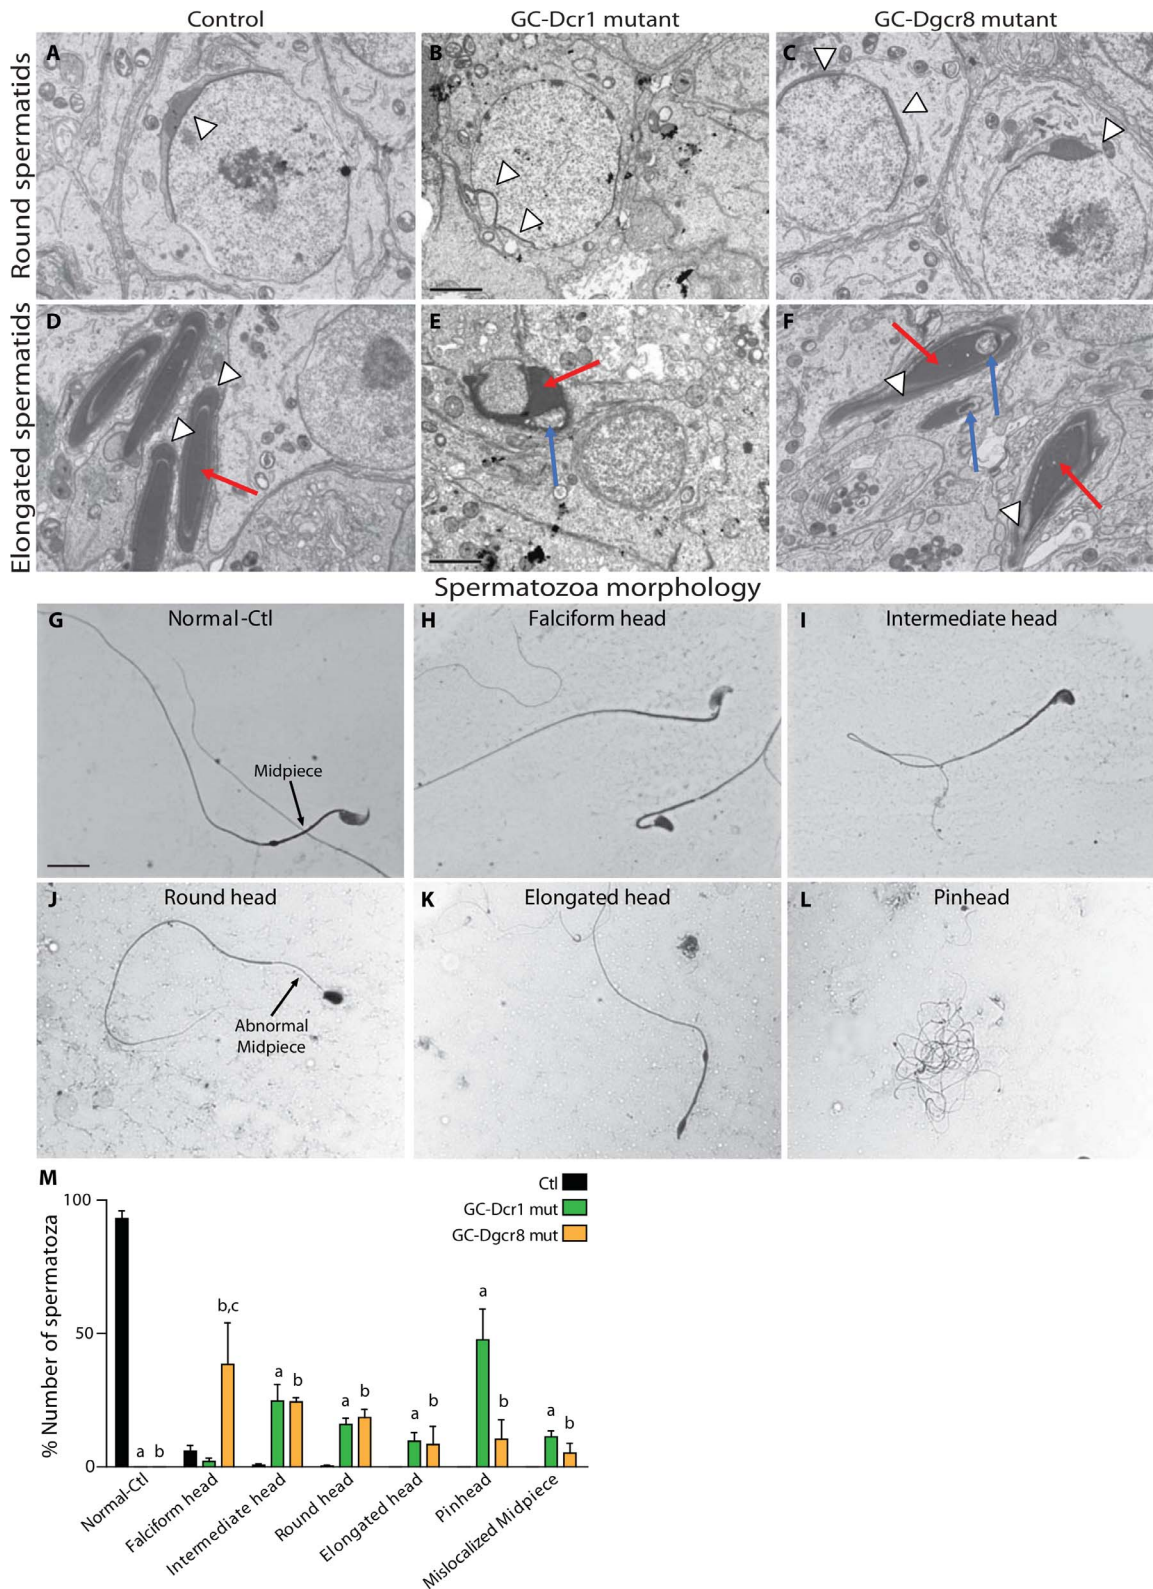 Control
GC-Dcr1 mutant
GC-Dgcr8 mutant
Round spermatids
A
B
C
Elongated spermatids
D
E
F
Spermatozoa morphology
G
Normal-Ctl
Midpiece
H
Falciform head
I
Intermediate head
J
Round head
Abnormal
Midpiece
K
Elongated head
L
Pinhead
M
Ctl
GC-Dcr1 mut
GC-Dgcr8 mut
% Number of spermatoza
100
50
0
a b
b,c
a b
a b
a b
a
b
a b
Normal-Ctl
Falciform head
Intermediate head
Round head
Elongated head
Pinhead
Mislocalized Midpiece